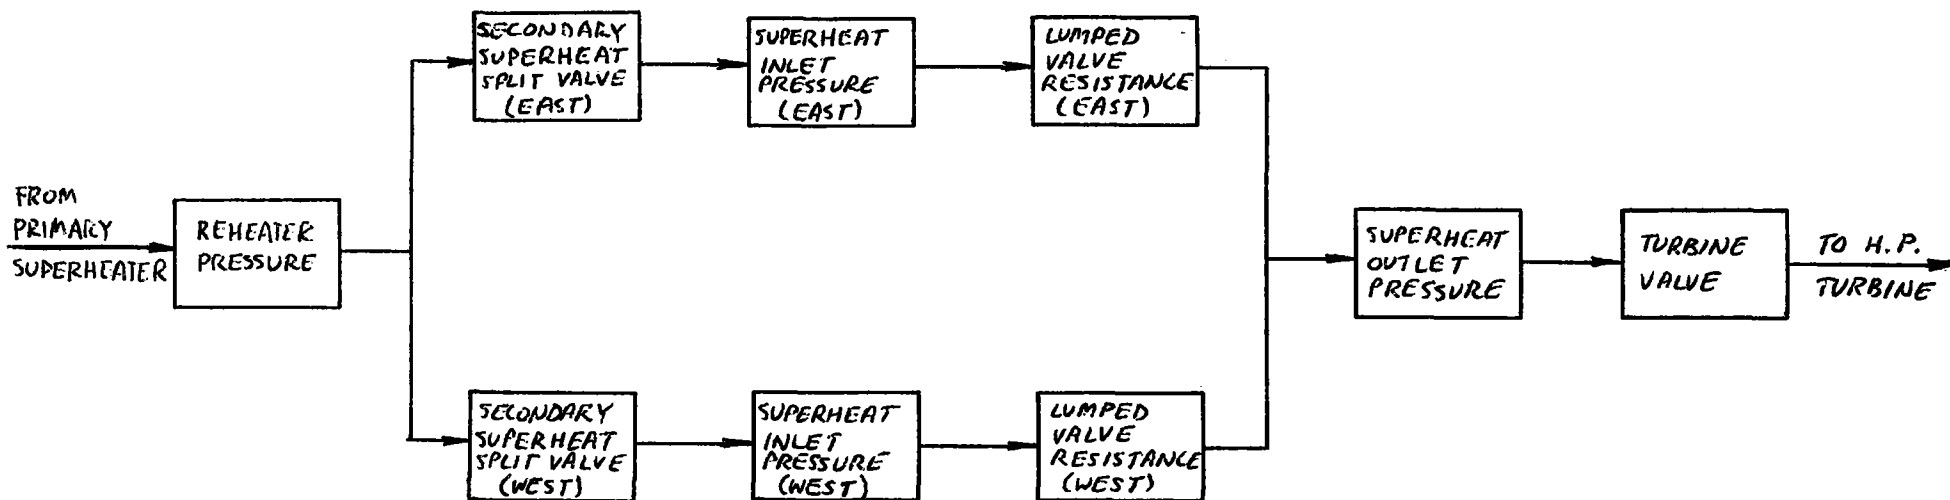 FROM
PRIMARY
SUPERHEATER
REHEATER
PRESSURE
SECONDARY
SUPERHEAT
SPLIT VALVE
(EAST)
SUPERHEAT
INLET
PRESSURE
(EAST)
LUMPED
VALVE
RESISTANCE
(EAST)
SECONDARY
SUPERHEAT
SPLIT VALVE
(WEST)
SUPERHEAT
INLET
PRESSURE
(WEST)
LUMPED
VALVE
RESISTANCE
(WEST)
SUPERHEAT
OUTLET
PRESSURE
TURBINE
VALVE
TO H.P.
TURBINE